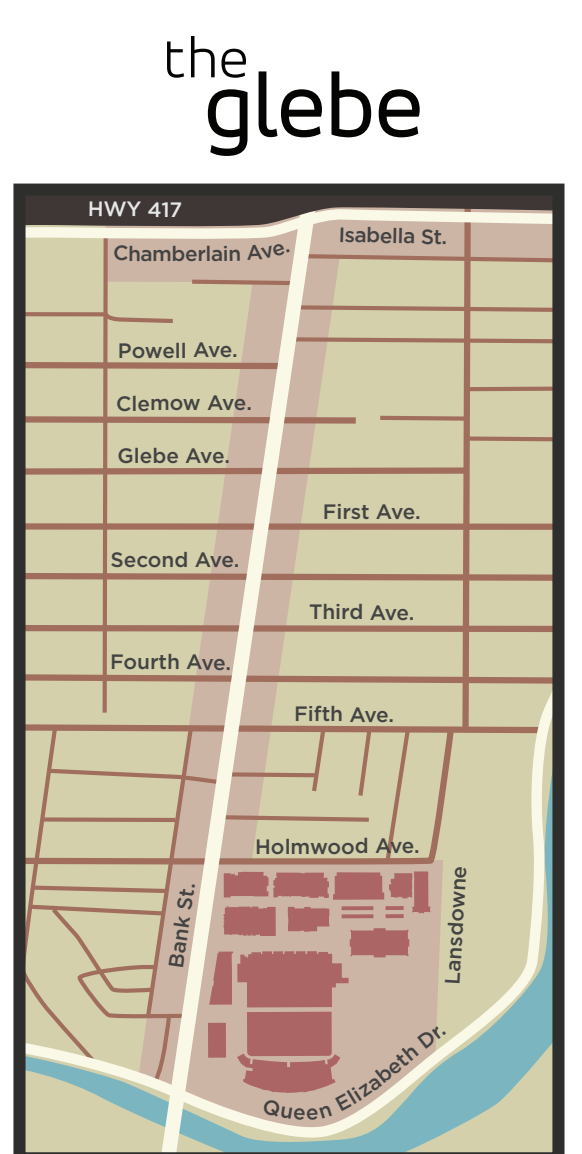 the
glebe
HWY 417
Isabella St.
Chamberlain Ave.
Powell Ave.
Clemow Ave.
Glebe Ave.
First Ave.
Second Ave.
Third Ave.
Fourth Ave.
Fifth Ave.
Holmwood Ave.
Bank St.
Lansdowne
Queen Elizabeth Dr.